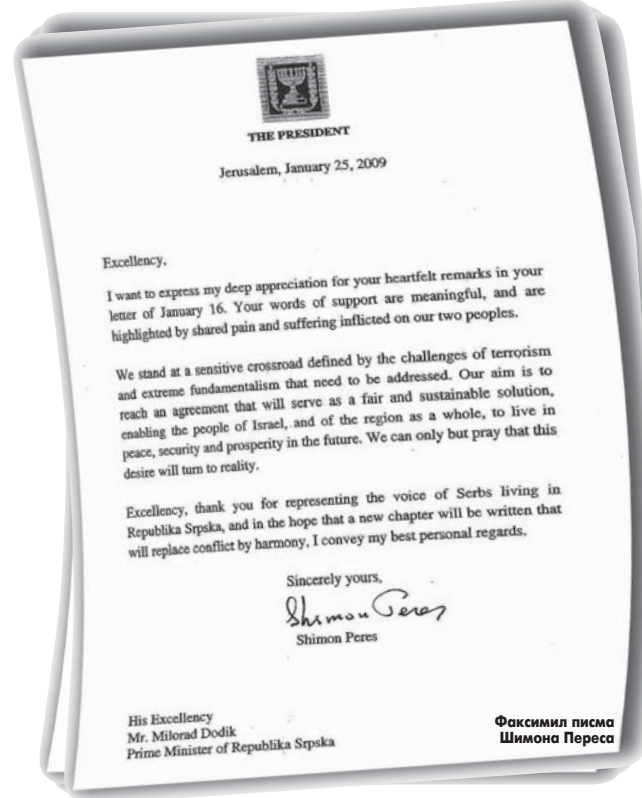 THE PRESIDENT
Jerusalem, January 25, 2009
Excellency,
I want to express my deep appreciation for your heartfelt remarks in your
letter of January 16. Your words of support are meaningful, and are
highlighted by shared pain and suffering inflicted on our two peoples.
We stand at a sensitive crossroad defined by the challenges of terrorism
and extreme fundamentalism that need to be addressed. Our aim is to
reach an agreement that will serve as a fair and sustainable solution,
enabling the people of Israel, and of the region as a whole, to live in
peace, security and prosperity in the future. We can only but pray that this
desire will turn to reality.
Excellency, thank you for representing the voice of Serbs living in
Republika Srpska, and in the hope that a new chapter will be written that
will replace conflict by harmony, I convey my best personal regards.
Sincerely yours,
Shimon Peres
Shimon Peres
His Excellency
Mr. Milorad Dodik
Prime Minister of Republika Srpska
Факсимил писма
Шимона Переса